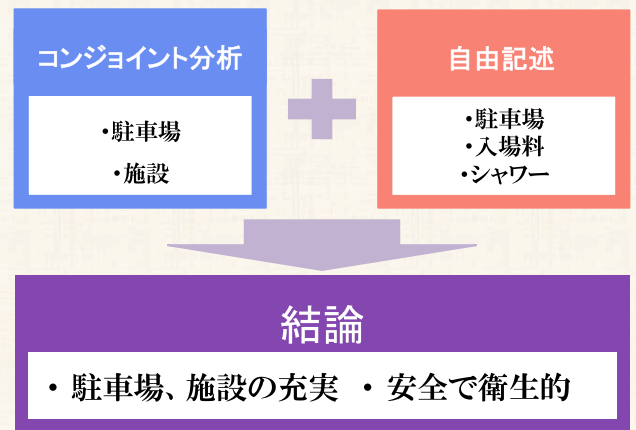 コンジョイント分析
・駐車場
・施設
自由記述
・駐車場
・入場料
・シャワー
結論
・ 駐車場、施設の充実 ・ 安全で衛生的